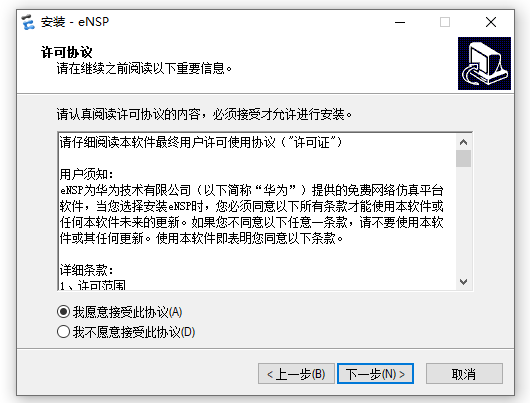 安装 - eNSP
许可协议
请在继续之前阅读以下重要信息。
请认真阅读许可协议的内容，必须接受才允许进行安装。
请仔细阅读本软件最终用户许可使用协议（"许可证"）
用户须知：
eNSP为华为技术有限公司（以下简称“华为”）提供的免费网络仿真平台
软件，当您选择安装eNSP时，您必须同意以下所有条款才能使用本软件或
任何本软件未来的更新。如果您不同意以下任意一条款，请不要使用本软
件或其任何更新。使用本软件即表明您同意以下条款。
详细条款：
1、许可范围
我愿意接受此协议(A)
我不愿意接受此协议(D)
< 上一步(B) 下一步(N) > 取消